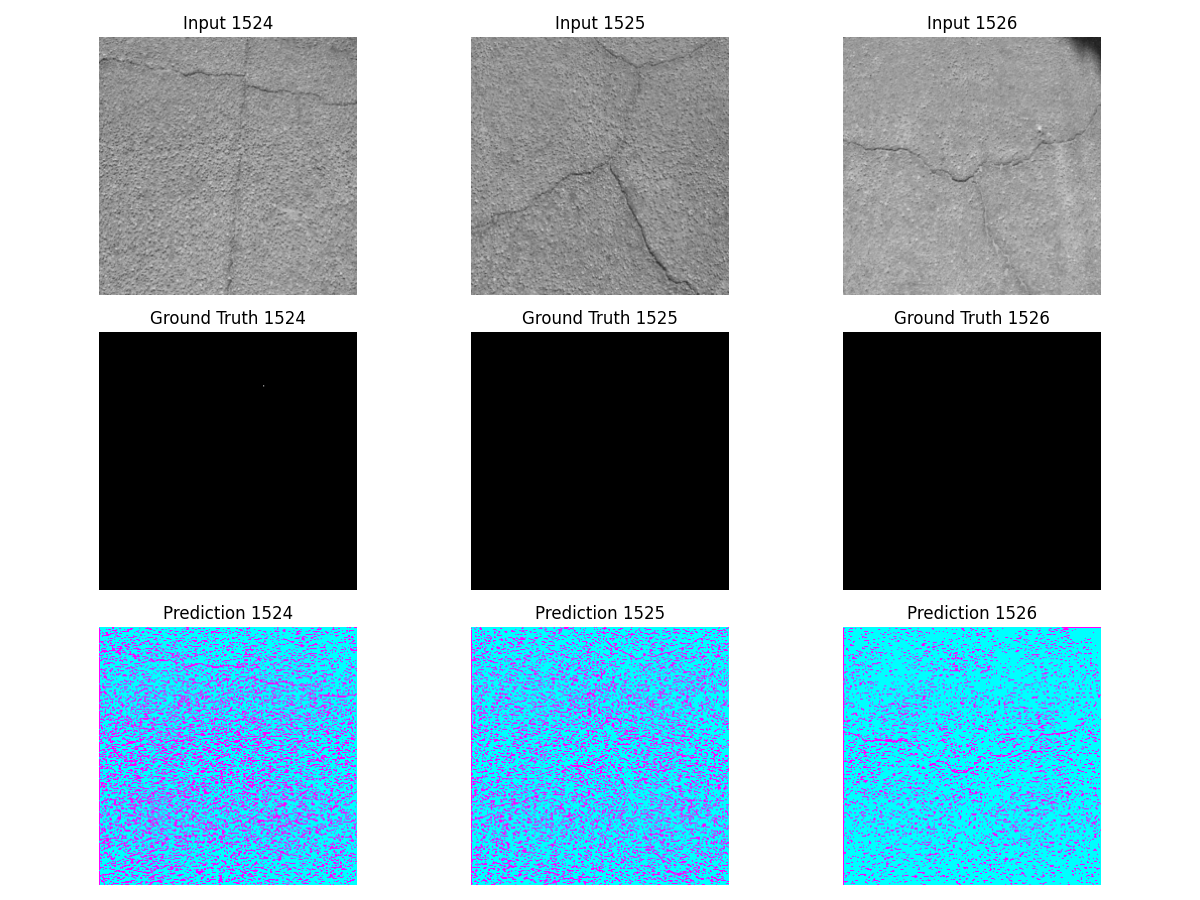 Input 1524
Input 1525
Input 1526
Ground Truth 1524
Ground Truth 1525
Ground Truth 1526
Prediction 1524
Prediction 1525
Prediction 1526